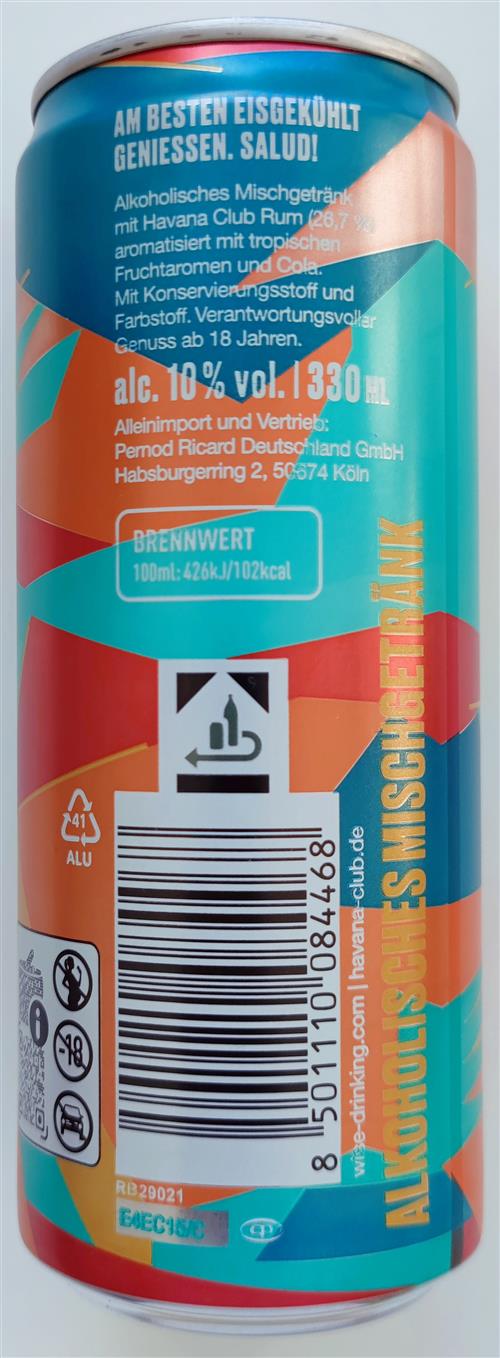 AM BESTEN EISGEKÜHLT
GENIESSEN. SALUD!
Alkoholisches Mischgetränk
mit Havana Club Rum (26,7 %)
aromatisiert mit tropischen
Fruchtaromen und Cola.
Mit Konservierungsstoff und
Farbstoff. Verantwortungsvoller
Genuss ab 18 Jahren.
alc. 10% vol. | 330 ML
Alleinimport und Vertrieb:
Pernod Ricard Deutschland GmbH
Habsburgerring 2, 50674 Köln
BRENNWERT
100ml: 426kJ/102kcal
ALKOHOLISCHES MISCHGETRÄNK
41
ALU
-18
8 501110 084468
wise-drinking.com | havana-club.de
RB29021
E4EC15/C